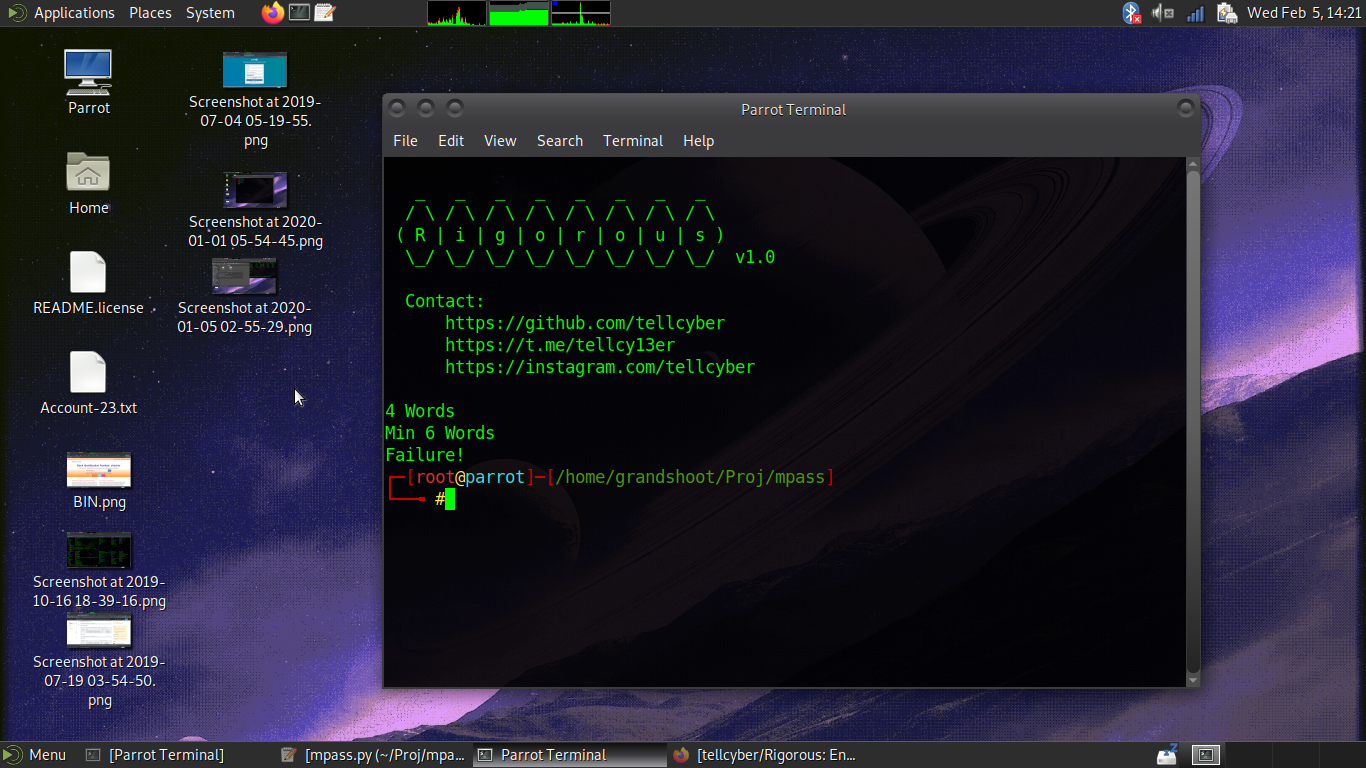 Applications Places System
Wed Feb 5, 14:21
Parrot
Home
README.license
Account-23.txt
BIN.png
Screenshot at 2019-
10-16 18-39-16.png
Screenshot at 2019-
07-19 03-54-50.
png
Screenshot at 2019-
07-04 05-19-55.
png
Screenshot at 2020-
01-01 05-54-45.png
Screenshot at 2020-
01-05 02-55-29.png
Parrot Terminal
File Edit View Search Terminal Help
   _   _   _   _   _   _   _   _
  / \ / \ / \ / \ / \ / \ / \ / \
 ( R | i | g | o | r | o | u | s )
  \_/ \_/ \_/ \_/ \_/ \_/ \_/ \_/  v1.0
Contact:
https://github.com/tellcyber
https://t.me/tellcy13er
https://instagram.com/tellcyber
4 Words
Min 6 Words
Failure!
┌─[root@parrot]─[/home/grandshoot/Proj/mpass]
└──╼ #
Menu [Parrot Terminal] [mpass.py (~/Proj/mpa... Parrot Terminal [tellcyber/Rigorous: En...